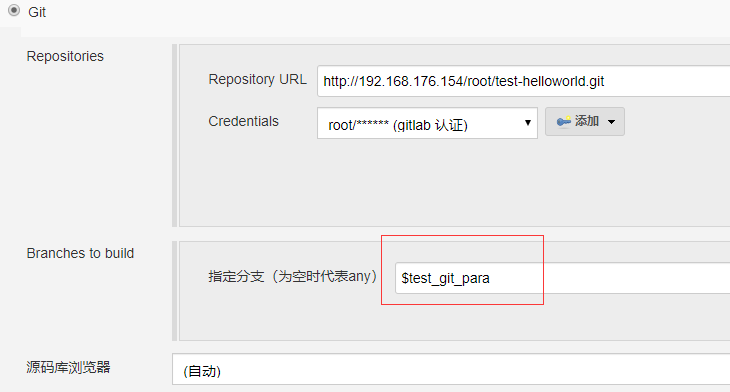 Git
Repositories
Repository URL http://192.168.176.154/root/test-helloworld.git
Credentials root/****** (gitlab 认证) 添加
Branches to build
指定分支（为空时代表any） $test_git_para
源码库浏览器 (自动)